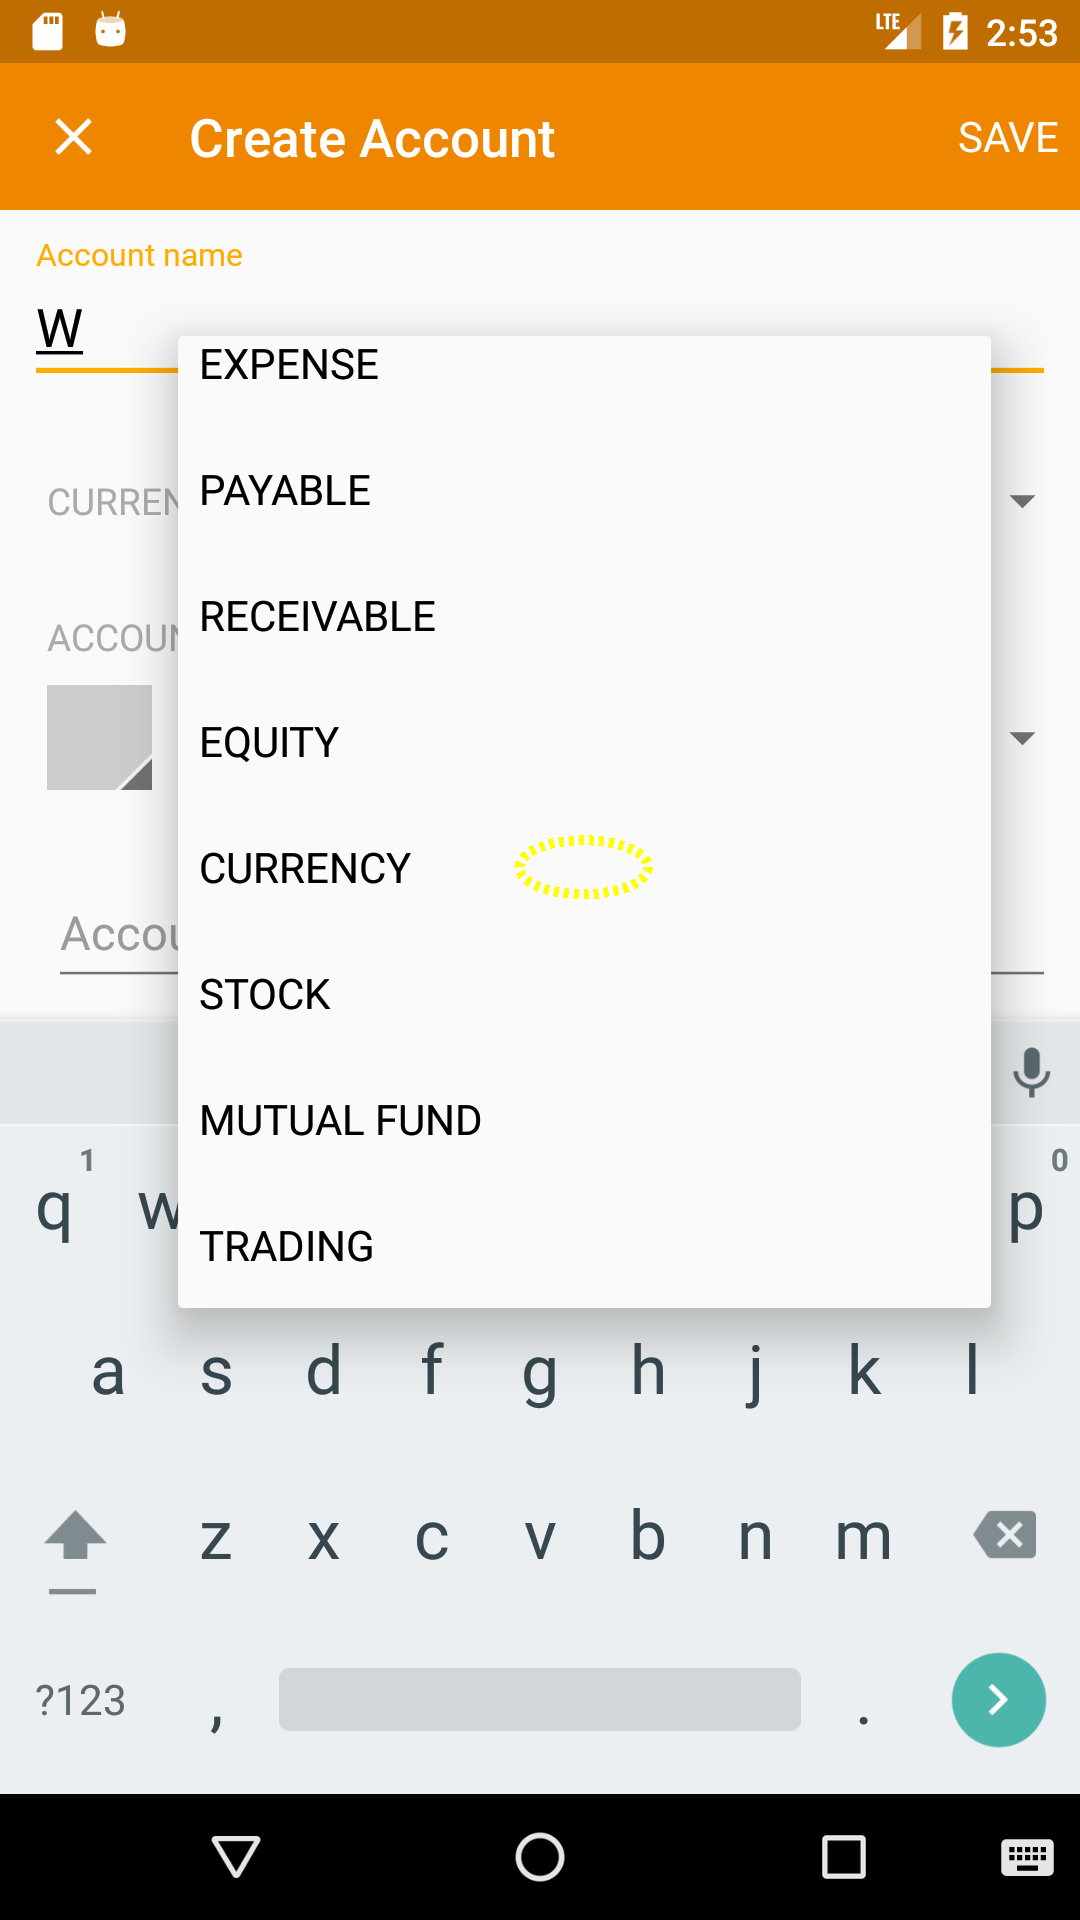 LTE 2:53
Create Account SAVE
Account name
W
EXPENSE
CURREN
PAYABLE
RECEIVABLE
ACCOUN
EQUITY
CURRENCY
Accou
STOCK
MUTUAL FUND
1 0
q w p
TRADING
a s d f g h j k l
z x c v b n m
?123 , .